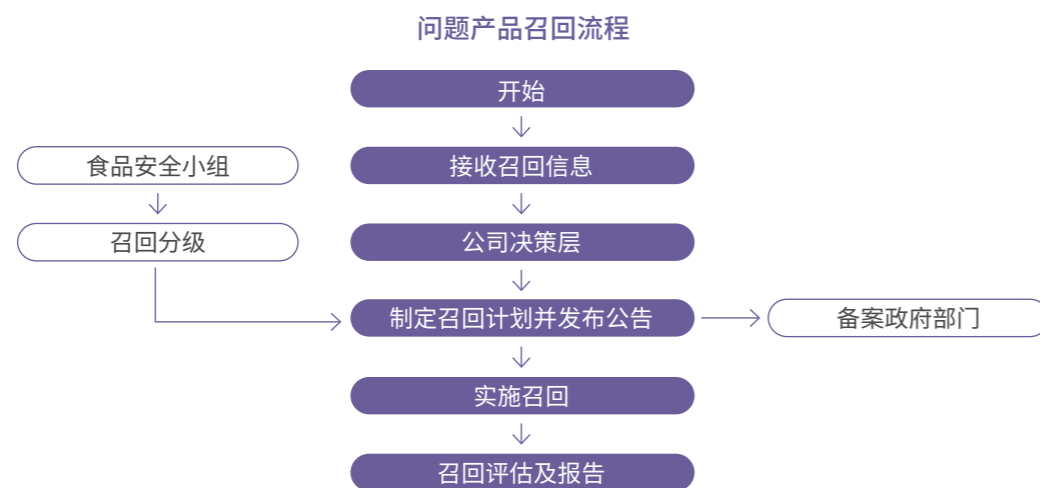 问题产品召回流程
开始
食品安全小组
接收召回信息
召回分级
公司决策层
制定召回计划并发布公告
备案政府部门
实施召回
召回评估及报告